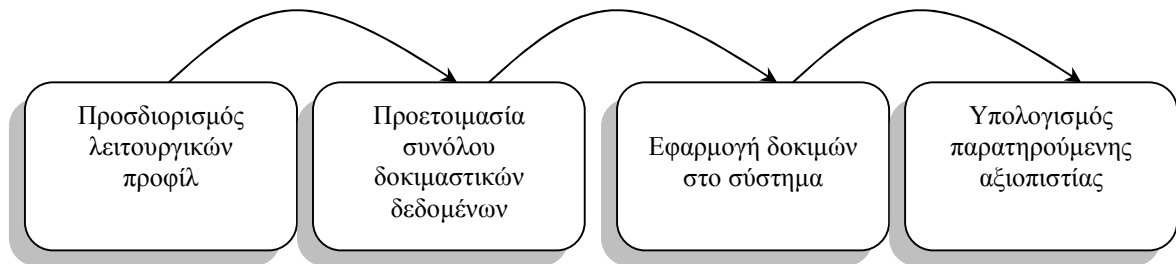 Προσδιορισμός
λειτουργικών
προφίλ
Προετοιμασία
συνόλου
δοκιμαστικών
δεδομένων
Εφαρμογή δοκιμών
στο σύστημα
Υπολογισμός
παρατηρούμενης
αξιοπιστίας